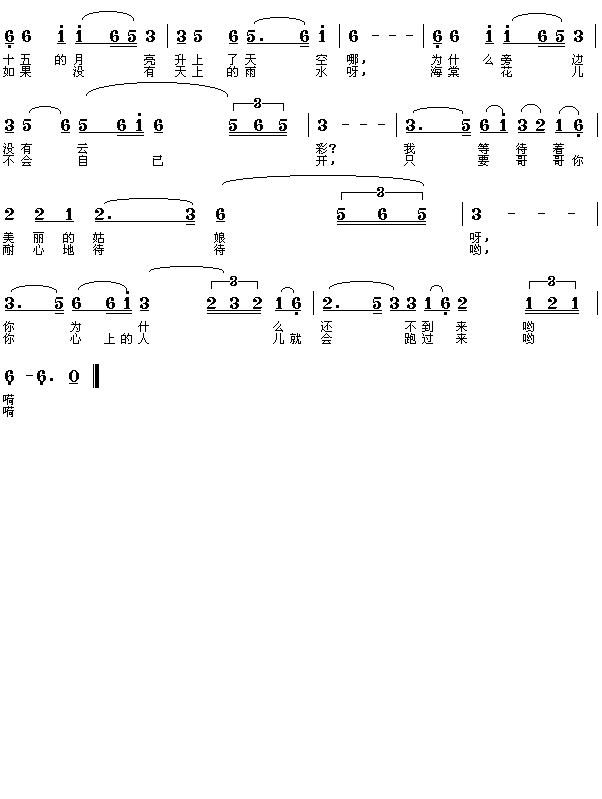 6 6 i i 6 5 3 | 3 5 6 5. 6 i | 6 - - - | 6 6 i i 6 5 3 |
十五的月亮升上了天空哪,为什么旁边
如果没有天上的雨水呀,海棠花儿
3 5 6 5 6 i 6 5 6 5 | 3 - - - | 3. 5 6 i 3 2 1 6 |
3
没有云彩?我等待着
不会自已开,只要哥哥你
2 2 1 2. 3 6 5 6 5 | 3 - - - |
3
美丽的姑娘呀,
耐心地待待哟,
3. 5 6 6 i 3 2 3 2 1 6 | 2. 5 3 3 1 6 2 1 2 1 |
3 3
你为什么还不到来哟
你心上的人儿就会跑过来哟
6 - 6. 0
嗬
嗬